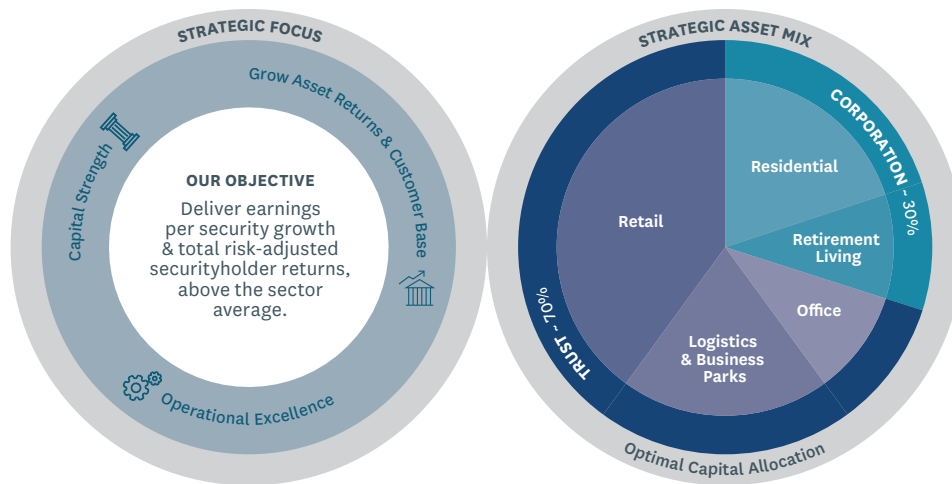 STRATEGIC FOCUS
Grow Asset Returns & Customer Base
Capital Strength
OUR OBJECTIVE
Deliver earnings
per security growth
& total risk-adjusted
securityholder returns,
above the sector
average.
Operational Excellence
STRATEGIC ASSET MIX
CORPORATION ~ 30%
Residential
Retail
Retirement
Living
Office
Logistics
& Business
Parks
TRUST ~ 70%
Optimal Capital Allocation